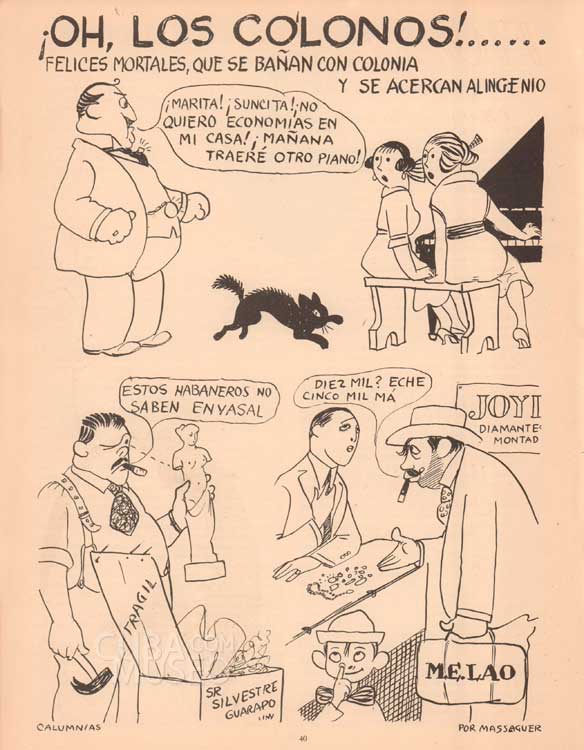 ¡OH, LOS COLONOS!.......
FELICES MORTALES, QUE SE BAÑAN CON COLONIA
Y SE ACERCAN AL INGENIO
¡MARITA! ¡SUNCITA! ¡NO
QUIERO ECONOMIAS EN
MI CASA! ¡MAÑANA
TRAERÉ OTRO PIANO!
ESTOS HABANEROS NO
SABEN ENVASAL
DIEZ MIL? ECHE
CINCO MIL MÁ
JOYE
DIAMANTE
MONTAD
FRAGIL
SR
SILVESTRE
GUARAPO
M.E.LAO
CALUMNIAS
40
POR MASSAGUER